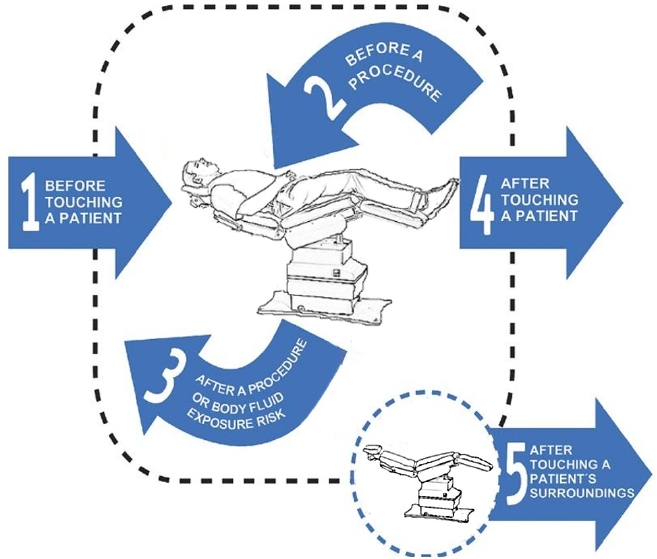 1 BEFORE
TOUCHING
A PATIENT
2 BEFORE A
PROCEDURE
3 AFTER A PROCEDURE
OR BODY FLUID
EXPOSURE RISK
4 AFTER
TOUCHING
A PATIENT
5 AFTER
TOUCHING A
PATIENT´S
SURROUNDINGS